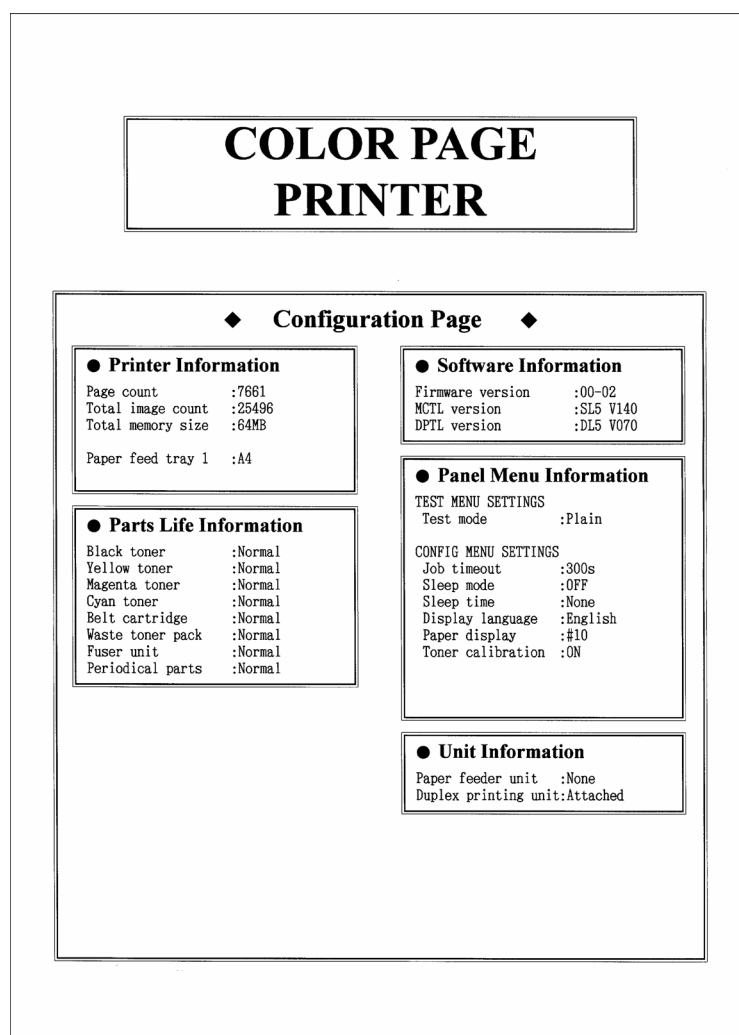 COLOR PAGE
PRINTER
◆ Configuration Page ◆
● Printer Information
Page count :7661
Total image count :25496
Total memory size :64MB
Paper feed tray 1 :A4
● Parts Life Information
Black toner :Normal
Yellow toner :Normal
Magenta toner :Normal
Cyan toner :Normal
Belt cartridge :Normal
Waste toner pack :Normal
Fuser unit :Normal
Periodical parts :Normal
● Software Information
Firmware version :00-02
MCTL version :SL5 V140
DPTL version :DL5 V070
● Panel Menu Information
TEST MENU SETTINGS
Test mode :Plain
CONFIG MENU SETTINGS
Job timeout :300s
Sleep mode :OFF
Sleep time :None
Display language :English
Paper display :#10
Toner calibration :ON
● Unit Information
Paper feeder unit :None
Duplex printing unit:Attached